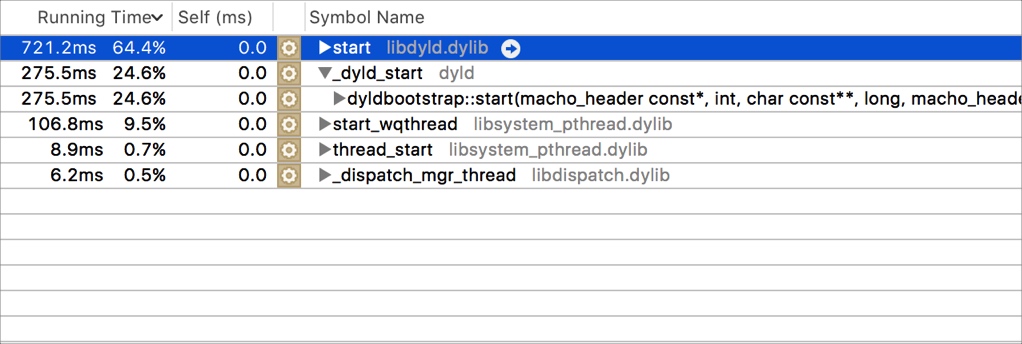 Running Time Self (ms) Symbol Name
721.2ms 64.4% 0.0 start libdyld.dylib
275.5ms 24.6% 0.0 _dyld_start dyld
275.5ms 24.6% 0.0 dyldbootstrap::start(macho_header const*, int, char const**, long, macho_heade
106.8ms 9.5% 0.0 start_wqthread libsystem_pthread.dylib
8.9ms 0.7% 0.0 thread_start libsystem_pthread.dylib
6.2ms 0.5% 0.0 _dispatch_mgr_thread libdispatch.dylib